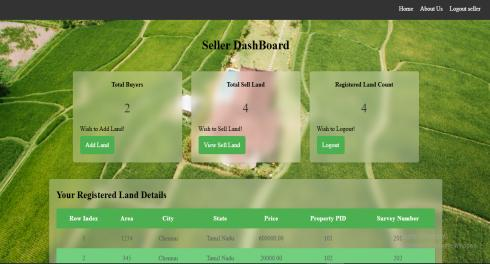 Home About Us Logout seller
Seller DashBoard
Total Buyers
2
Wish to Add Land!
Add Land
Total Sell Land
4
Wish to Sell Land!
View Sell Land
Registered Land Count
4
Wish to Logout!
Logout
Your Registered Land Details
Row Index Area City State Price Property PID Survey Number
1 1234 Chennai Tamil Nadu 600000.00 101 201
2 345 Chennai Tamil Nadu 20000.00 102 202